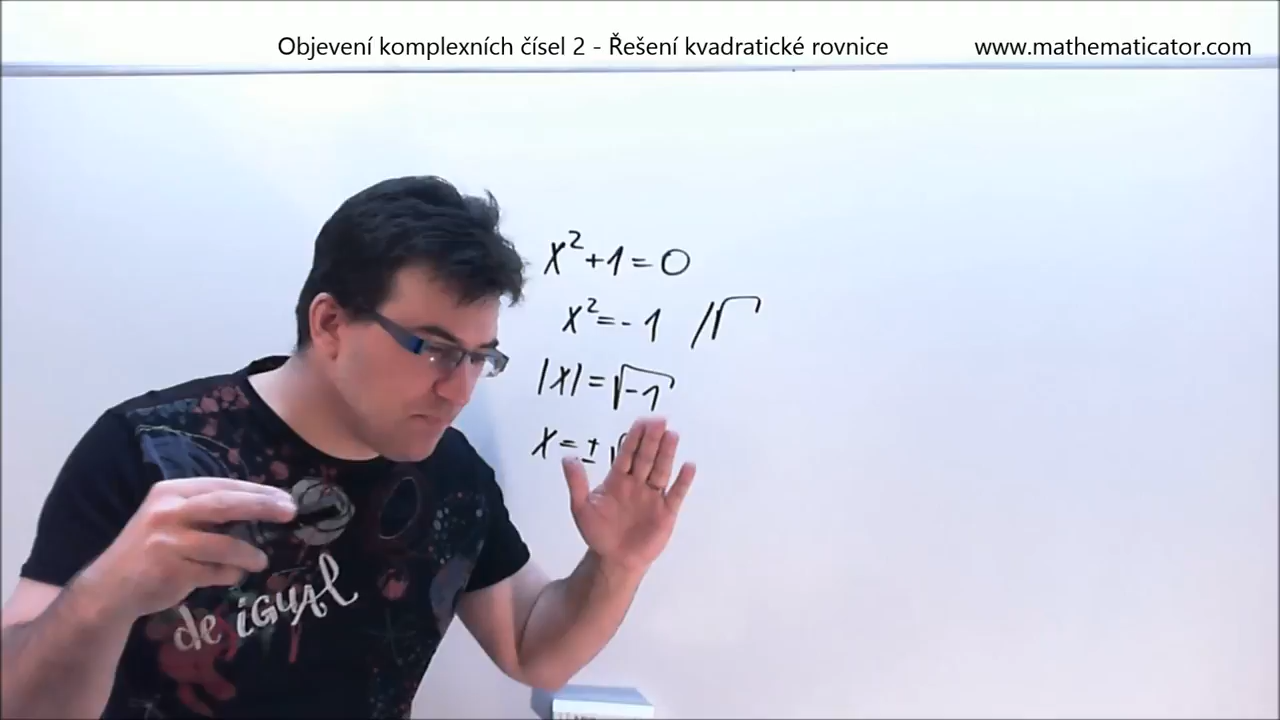 Objevení komplexních čísel 2 - Řešení kvadratické rovnice
www.mathematicator.com
x²+1=0
x²=-1 /√
|x|=√-1
x=±√
de iGUAL